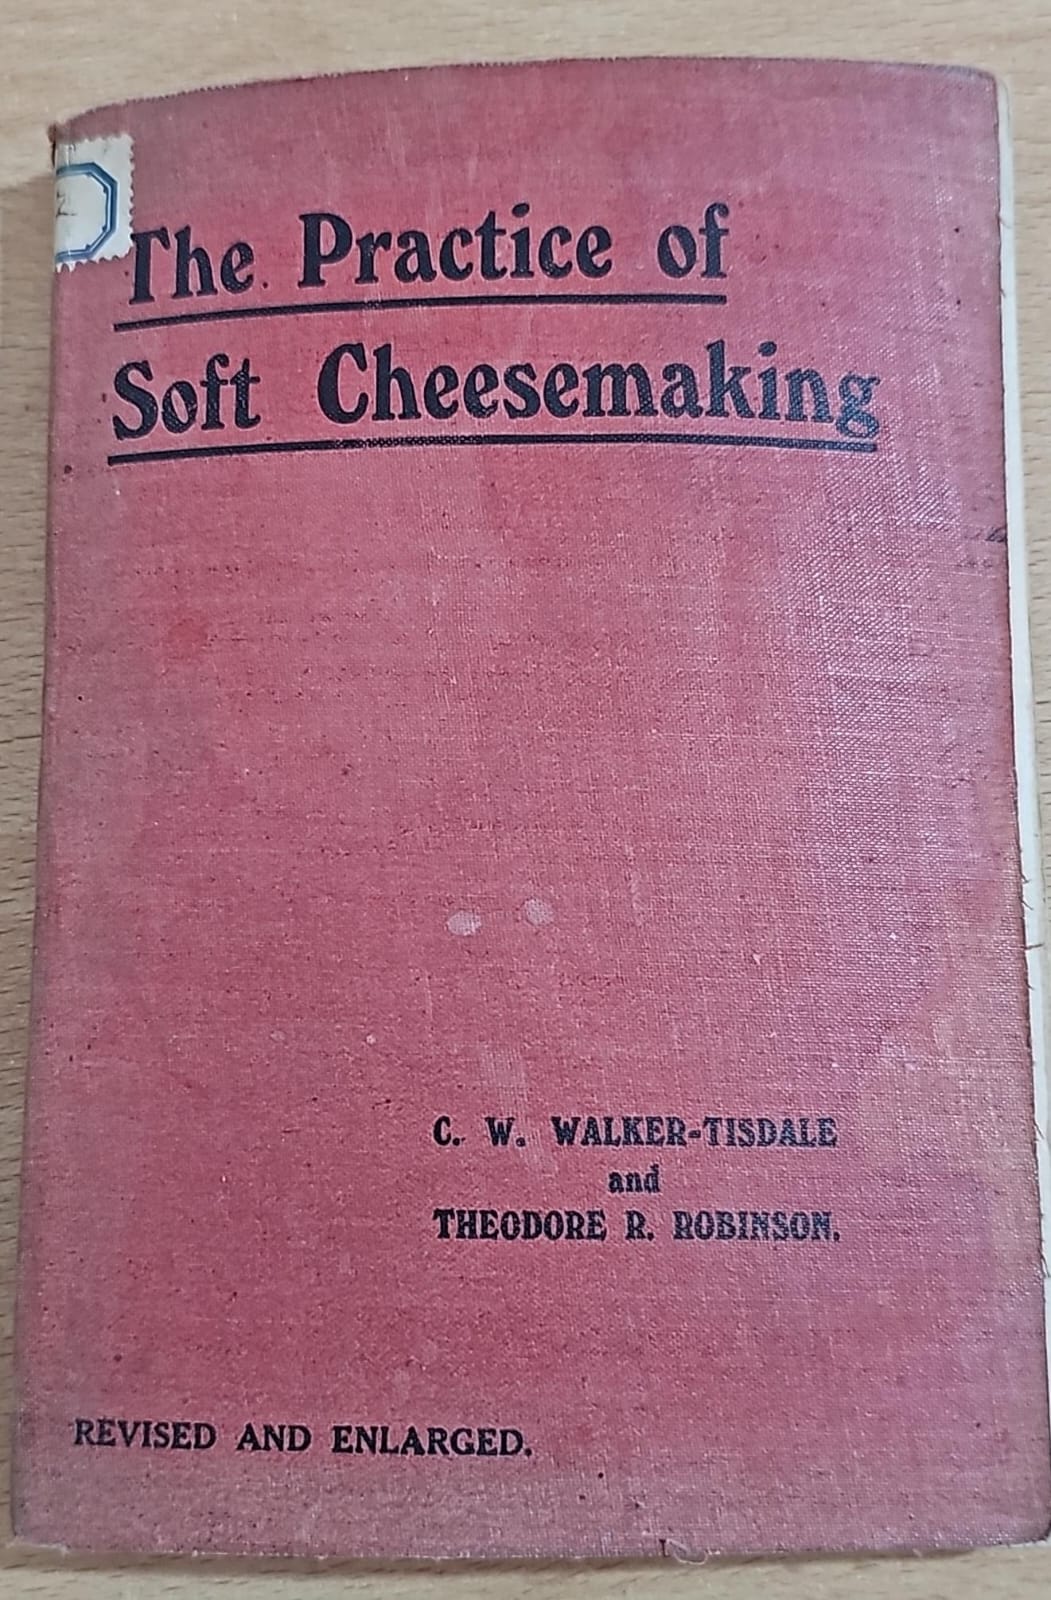 The Practice of
Soft Cheesemaking
C. W. WALKER-TISDALE
and
THEODORE R. ROBINSON.
REVISED AND ENLARGED.